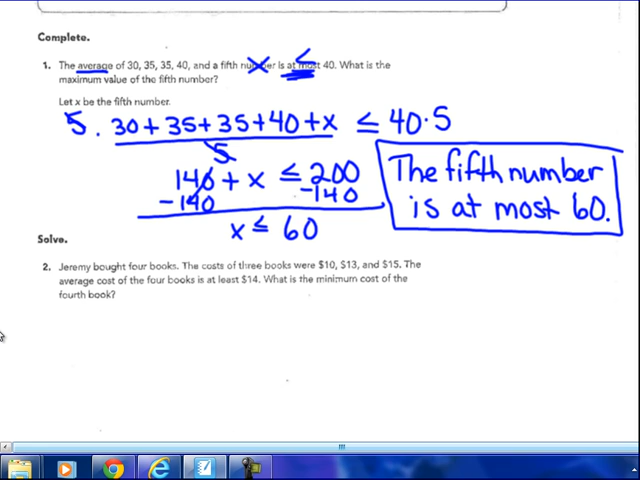 Complete.
1. The average of 30, 35, 35, 40, and a fifth number is at most 40. What is the
x ≤
maximum value of the fifth number?
Let x be the fifth number.
5 · 30 + 35 + 35 + 40 + x ≤ 40 · 5
5
140 + x ≤ 200
-140 -140
x ≤ 60
The fifth number
is at most 60.
Solve.
2. Jeremy bought four books. The costs of three books were $10, $13, and $15. The
average cost of the four books is at least $14. What is the minimum cost of the
fourth book?